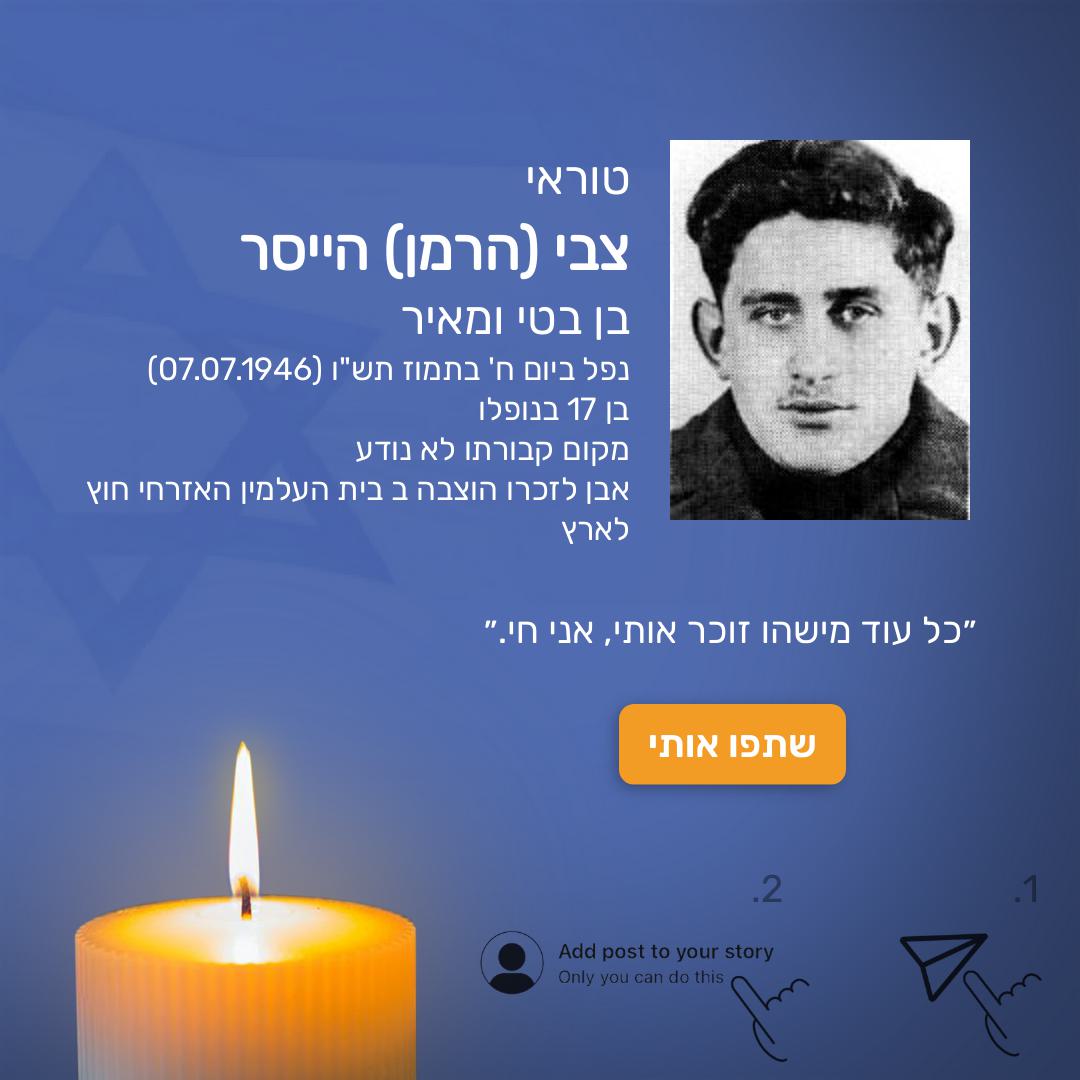 טוראי
צבי (הרמן) הייסר
בן בטי ומאיר
נפל ביום ח' בתמוז תש"ו (07.07.1946)
בן 17 בנופלו
מקום קבורתו לא נודע
אבן לזכרו הוצבה ב בית העלמין האזרחי חוץ
לארץ
״כל עוד מישהו זוכר אותי, אני חי.״
שתפו אותי
1.
2.
Add post to your story
Only you can do this